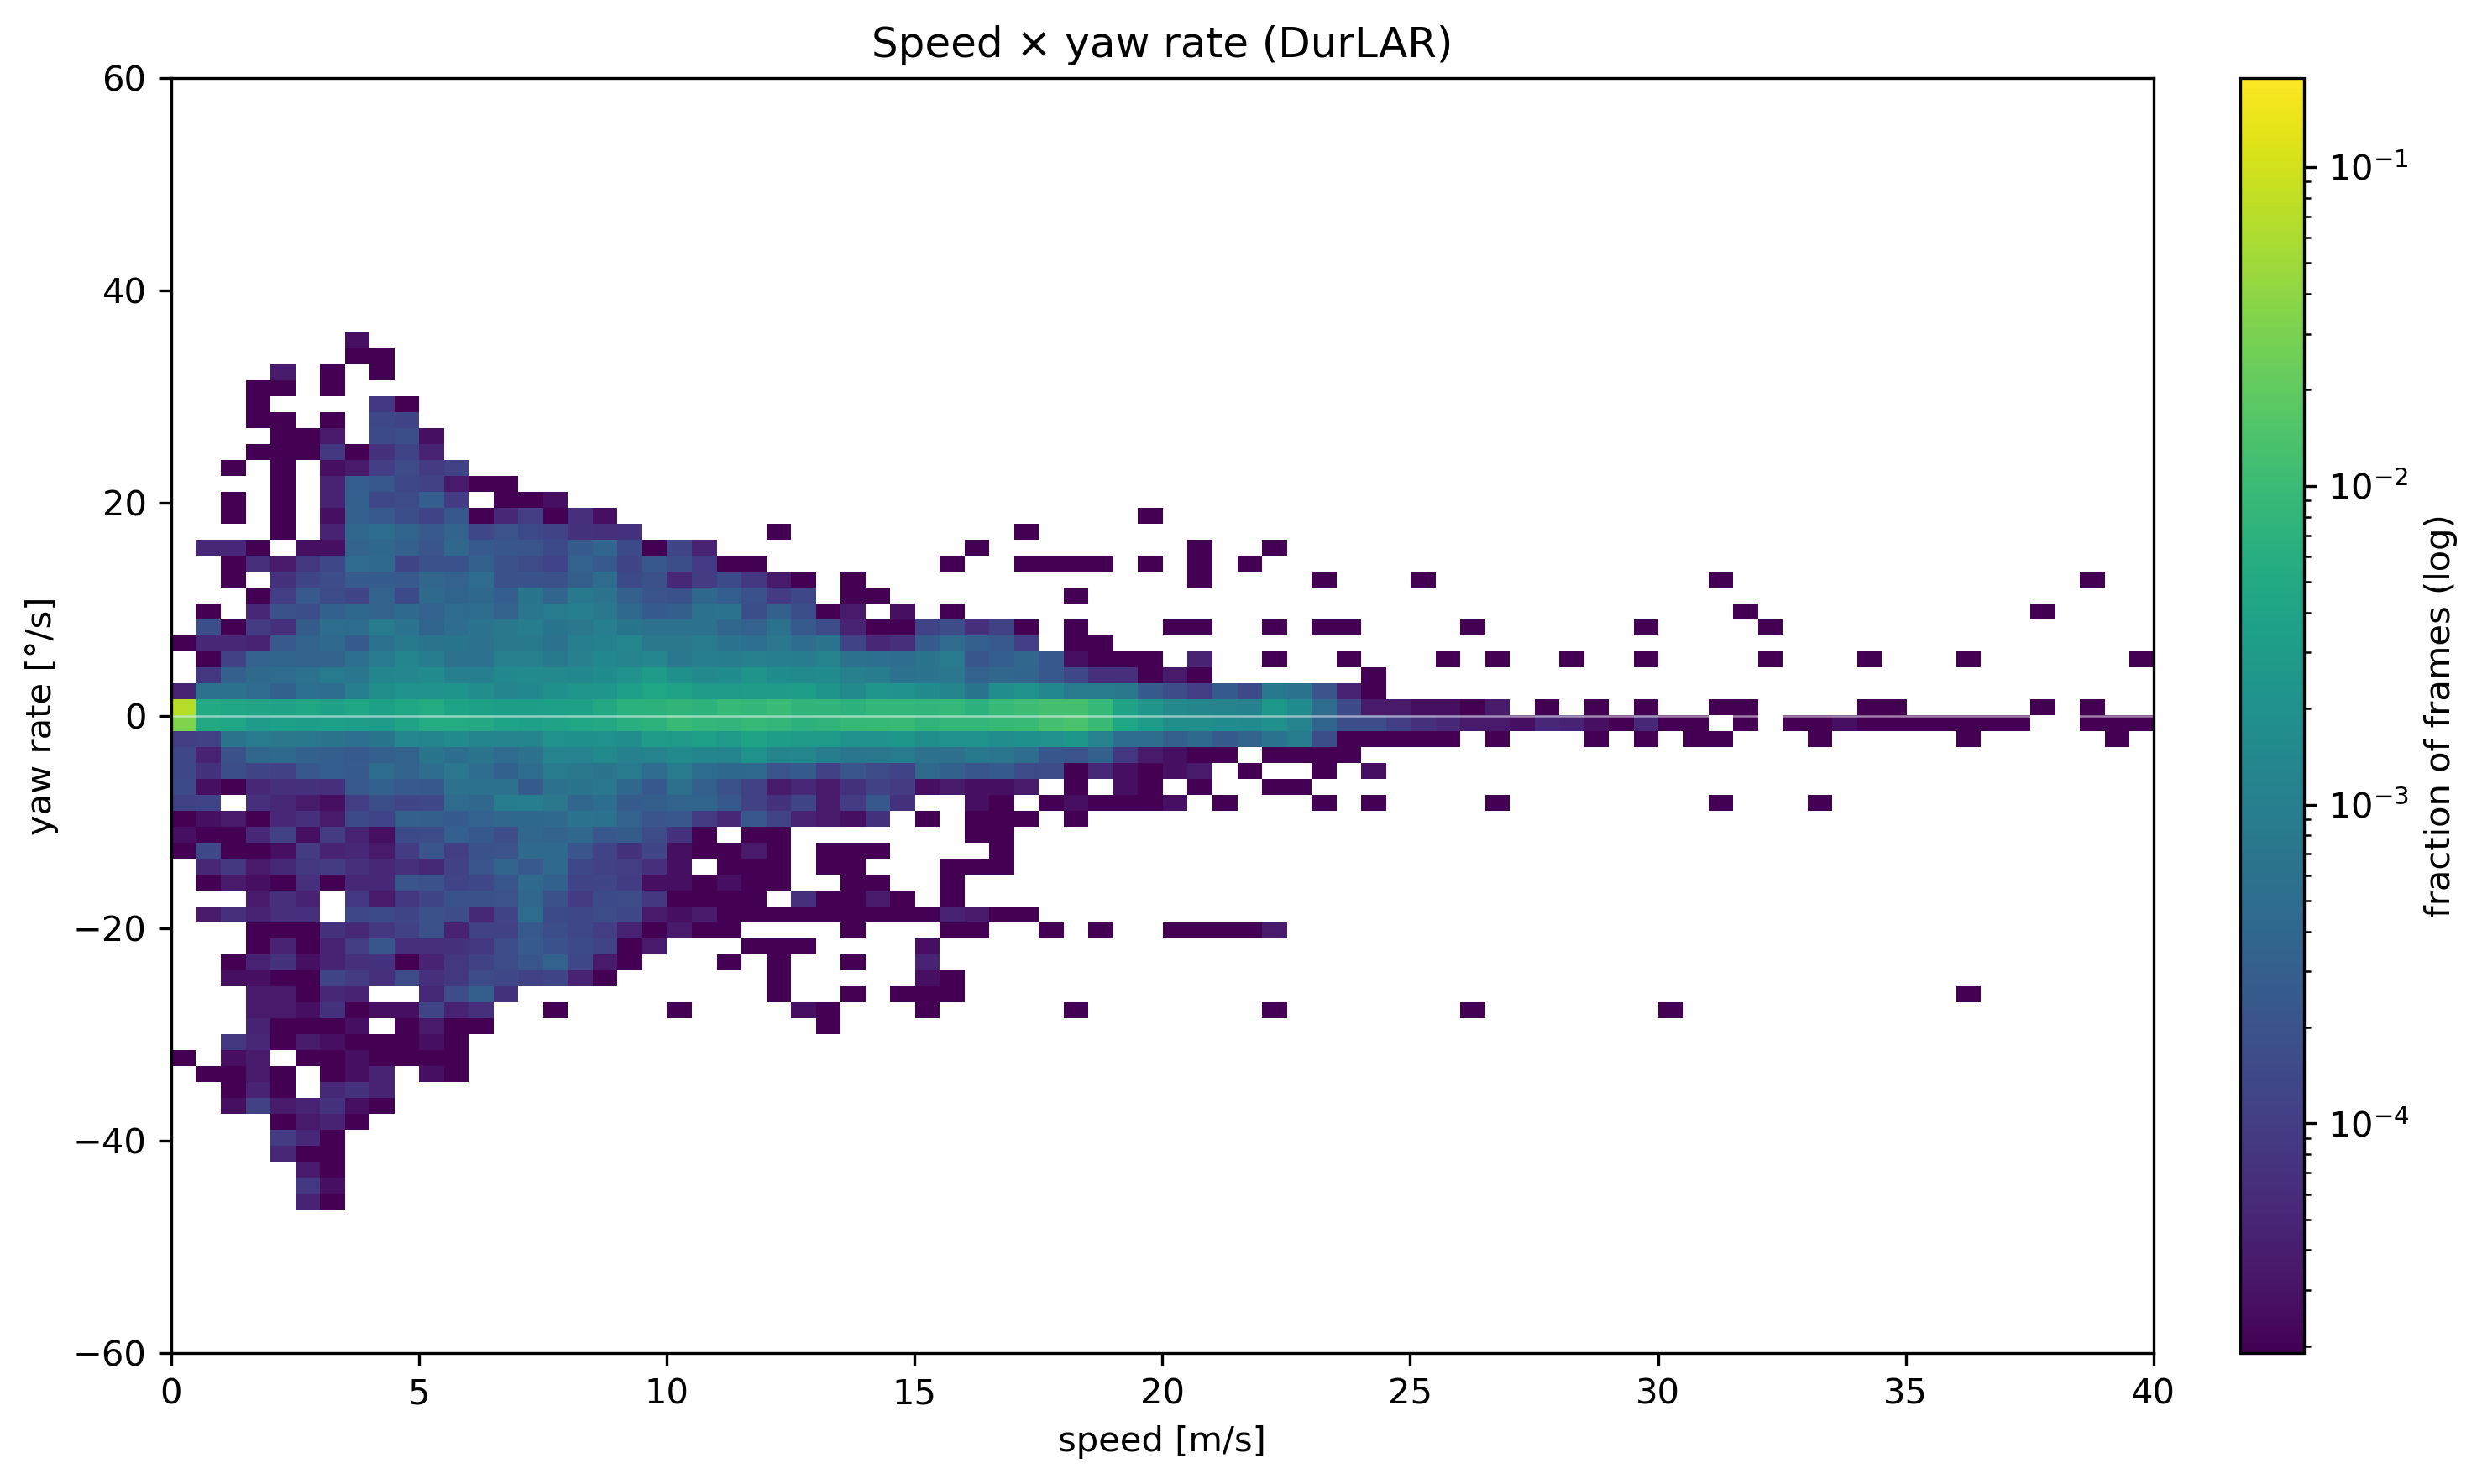 Speed × yaw rate (DurLAR)
60
40
20
0
−20
−40
−60
yaw rate [°/s]
0 5 10 15 20 25 30 35 40
speed [m/s]
10⁻¹
10⁻²
10⁻³
10⁻⁴
fraction of frames (log)